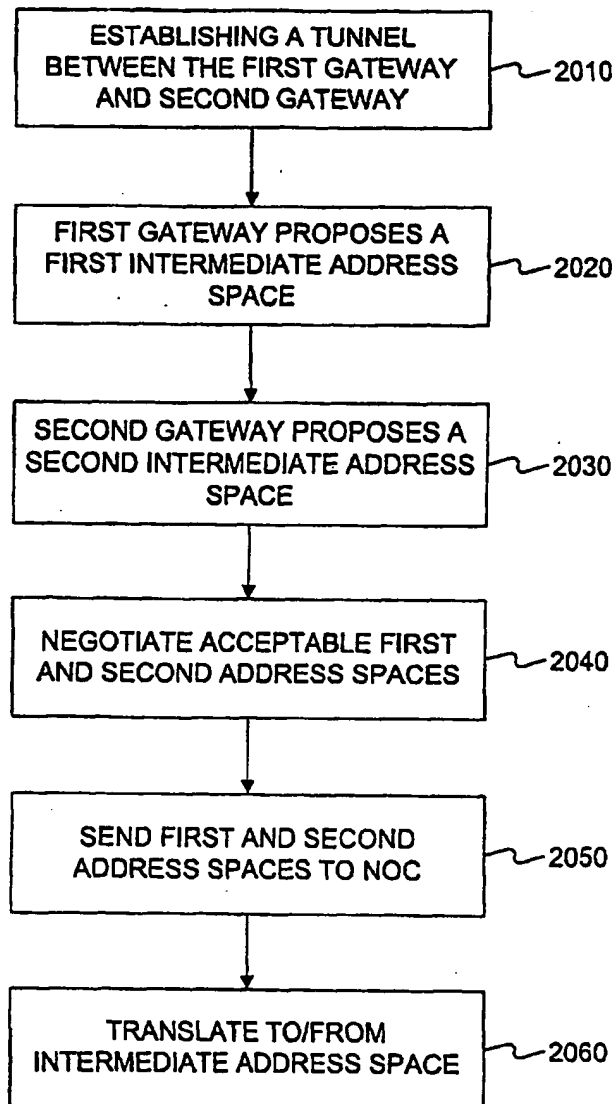 ESTABLISHING A TUNNEL
BETWEEN THE FIRST GATEWAY
AND SECOND GATEWAY
2010
FIRST GATEWAY PROPOSES A
FIRST INTERMEDIATE ADDRESS
SPACE
2020
SECOND GATEWAY PROPOSES A
SECOND INTERMEDIATE ADDRESS
SPACE
2030
NEGOTIATE ACCEPTABLE FIRST
AND SECOND ADDRESS SPACES
2040
SEND FIRST AND SECOND
ADDRESS SPACES TO NOC
2050
TRANSLATE TO/FROM
INTERMEDIATE ADDRESS SPACE
2060